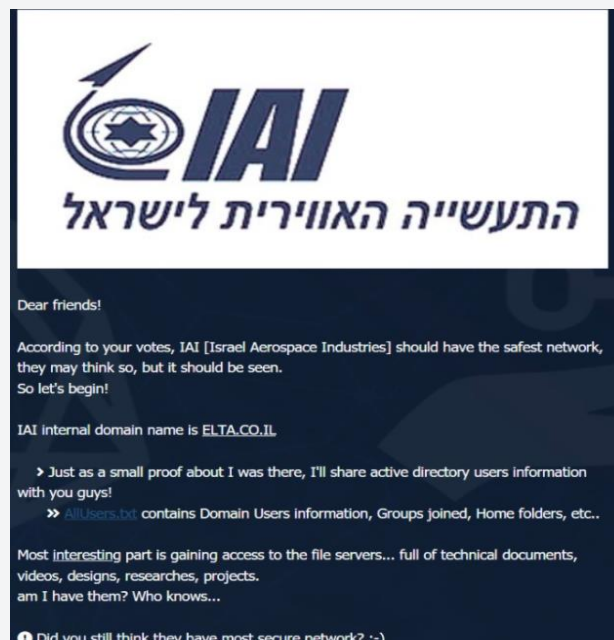 IAI
התעשייה האווירית לישראל
Dear friends!
According to your votes, IAI [Israel Aerospace Industries] should have the safest network,
they may think so, but it should be seen.
So let's begin!
IAI internal domain name is ELTA.CO.IL
> Just as a small proof about I was there, I'll share active directory users information
with you guys!
>> AllUsers.txt contains Domain Users information, Groups joined, Home folders, etc..
Most interesting part is gaining access to the file servers... full of technical documents,
videos, designs, researches, projects.
am I have them? Who knows...
Did you still think they have most secure network? :-)